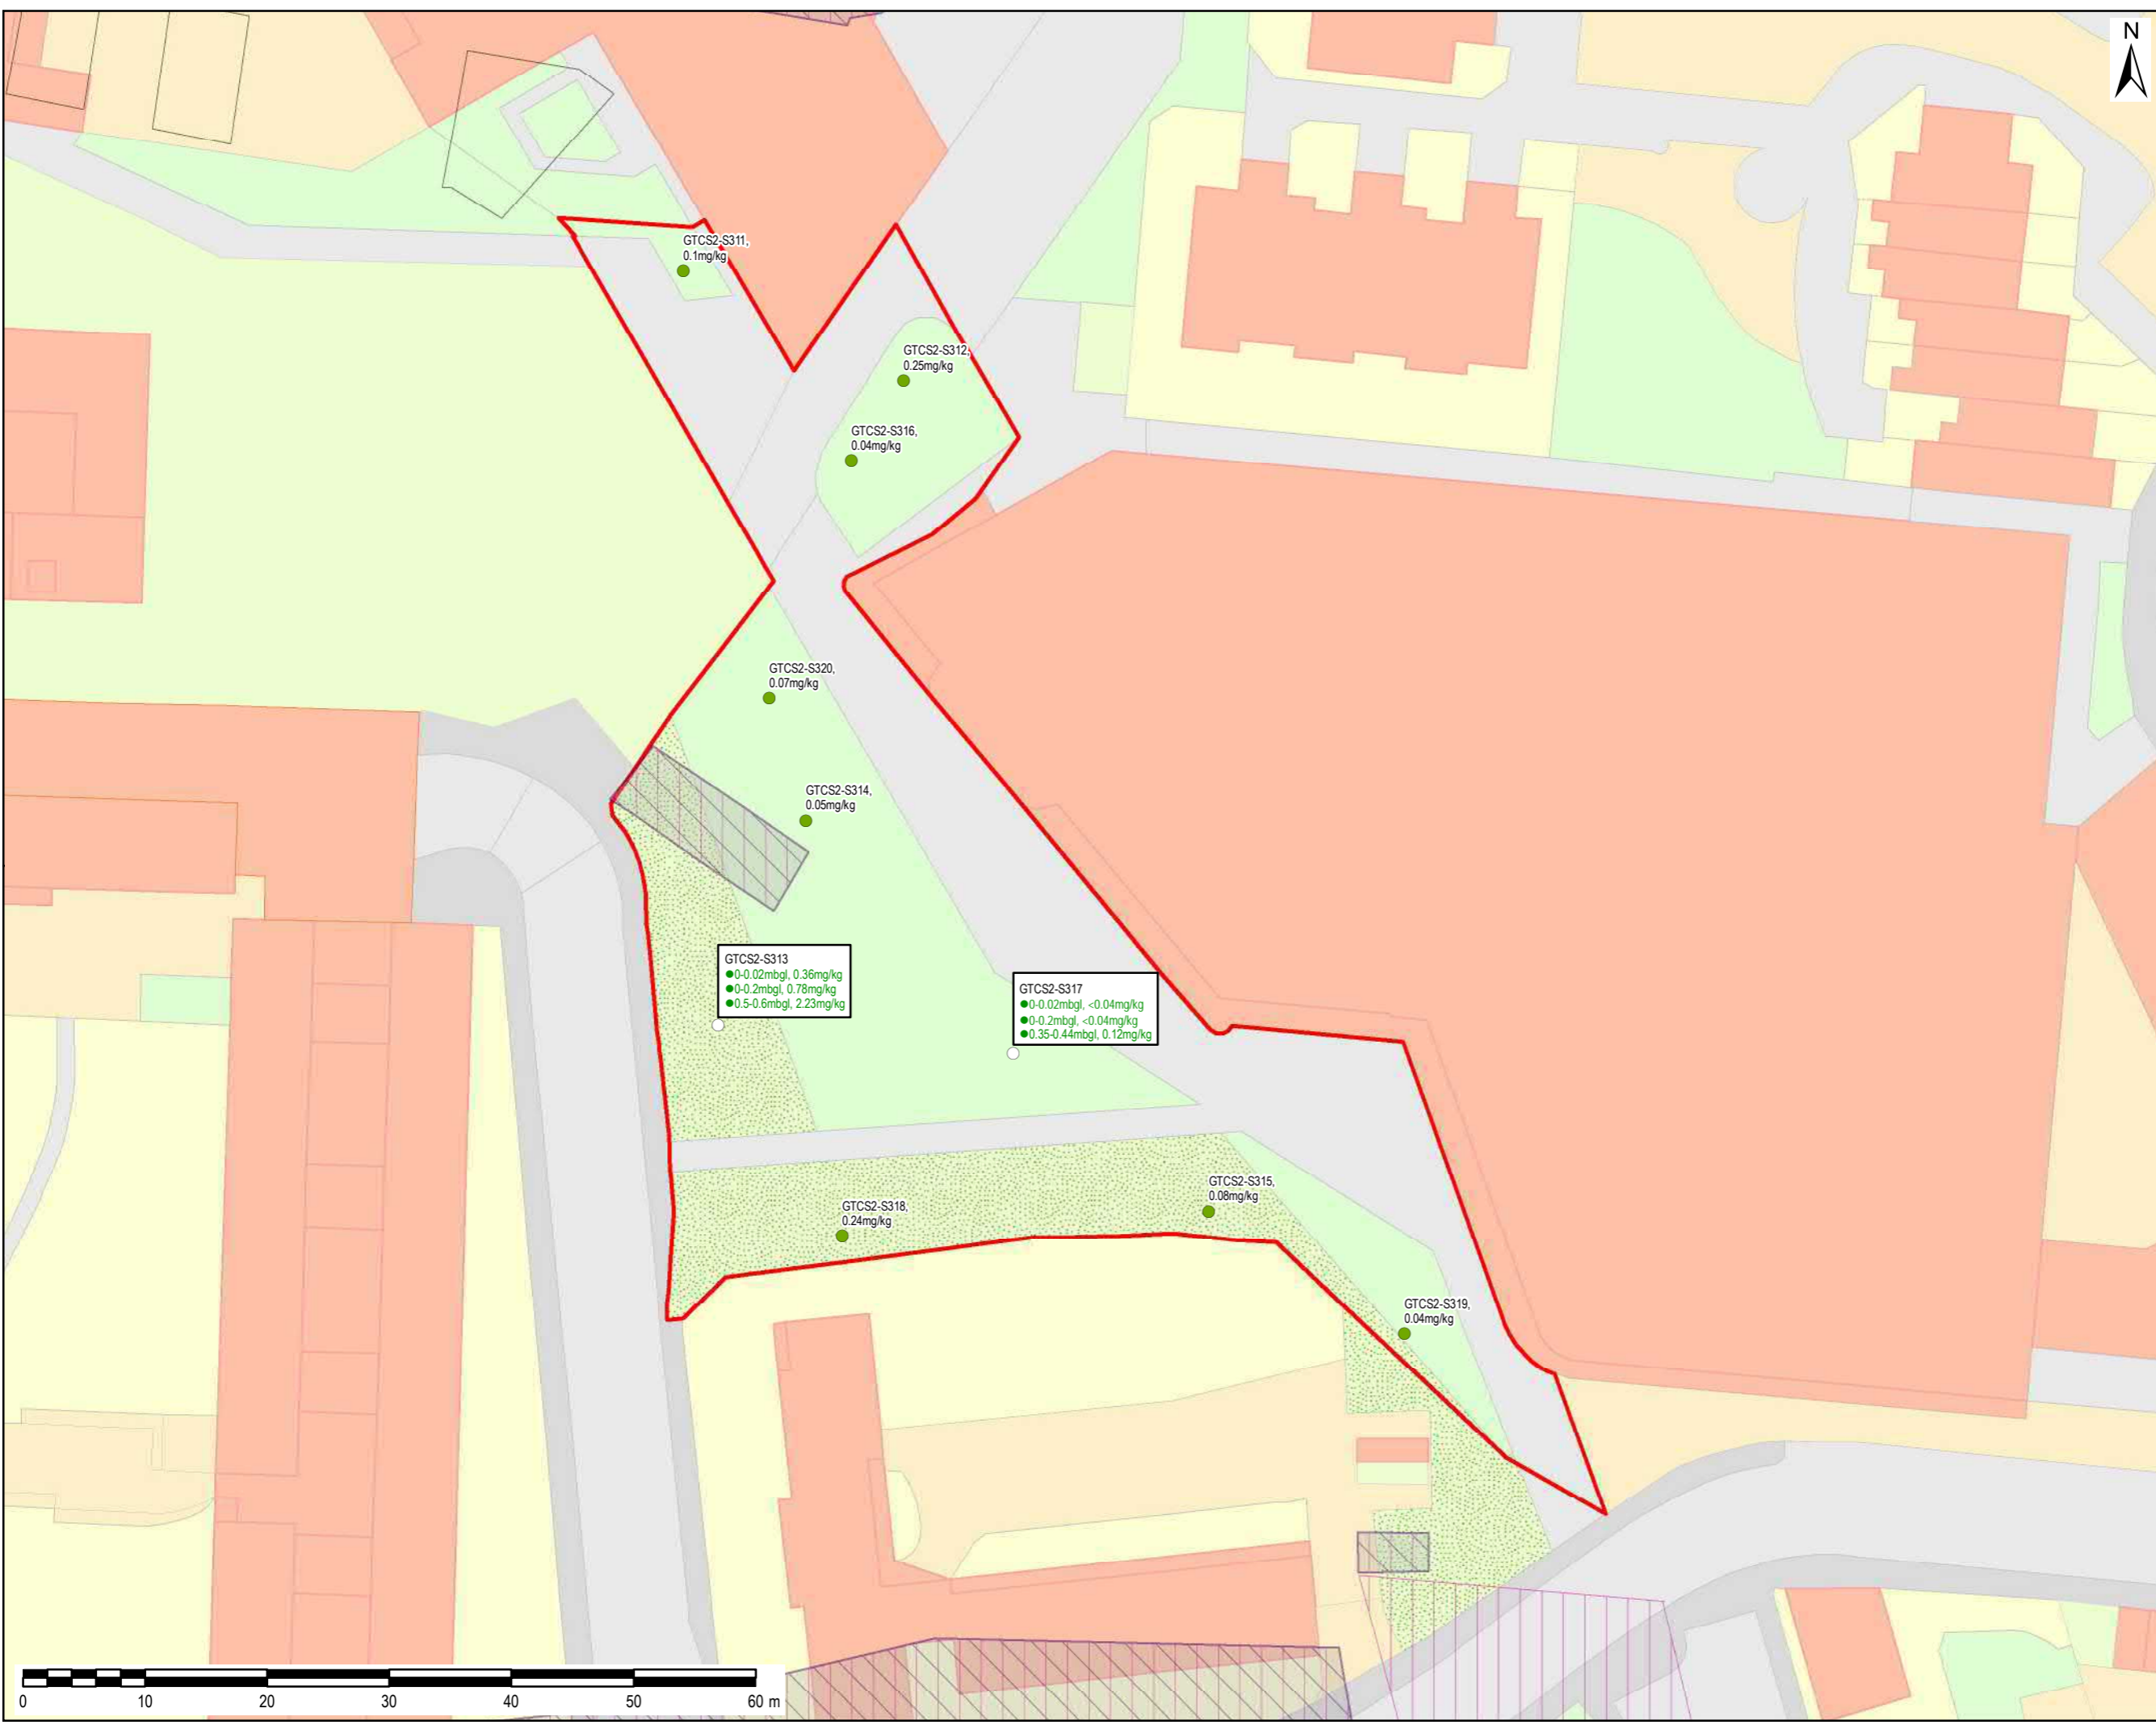 N
GTCS2-S311,
0.1mg/kg
GTCS2-S312,
0.25mg/kg
GTCS2-S316,
0.04mg/kg
GTCS2-S320,
0.07mg/kg
GTCS2-S314,
0.05mg/kg
GTCS2-S313
●0-0.02mbgl, 0.36mg/kg
●0-0.2mbgl, 0.78mg/kg
●0.5-0.6mbgl, 2.23mg/kg
GTCS2-S317
●0-0.02mbgl, <0.04mg/kg
●0-0.2mbgl, <0.04mg/kg
●0.35-0.44mbgl, 0.12mg/kg
GTCS2-S315,
0.08mg/kg
GTCS2-S318,
0.24mg/kg
GTCS2-S319,
0.04mg/kg
0 10 20 30 40 50 60 m